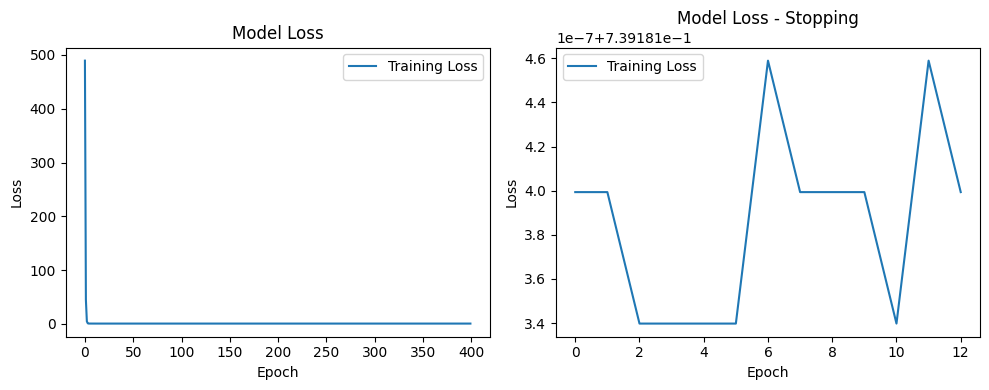 Model Loss
Training Loss
500
400
300
200
100
0
Loss
0 50 100 150 200 250 300 350 400
Epoch
Model Loss - Stopping
1e−7+7.39181e−1
Training Loss
4.6
4.4
4.2
4.0
3.8
3.6
3.4
Loss
0 2 4 6 8 10 12
Epoch